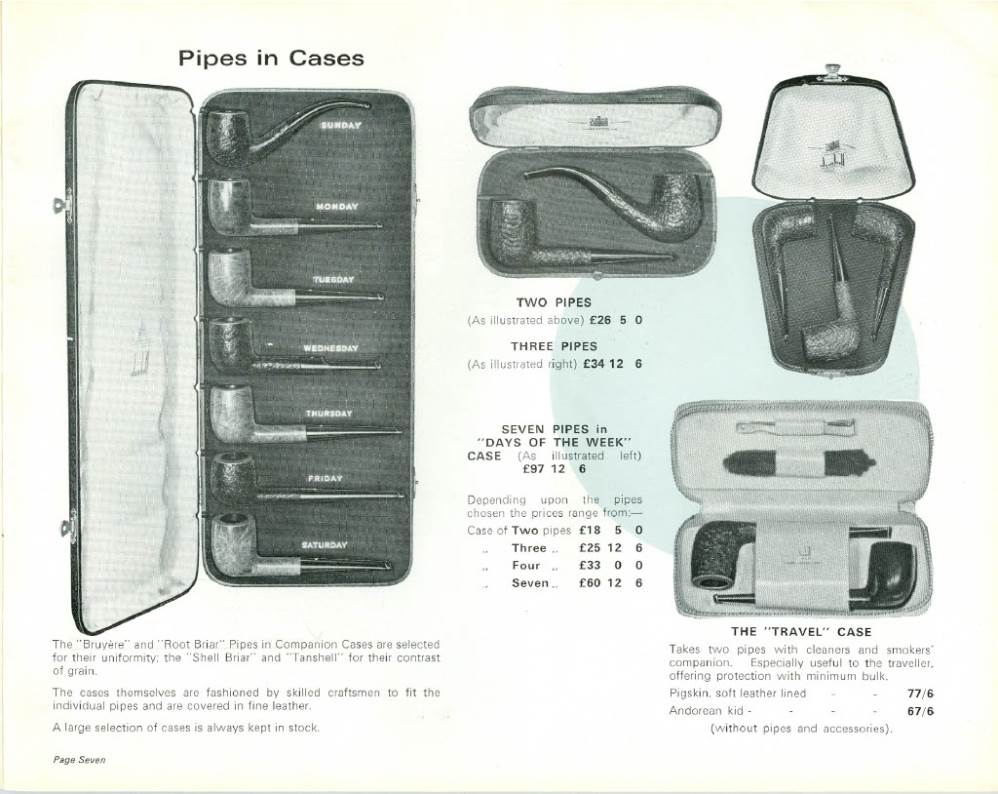 Pipes in Cases
SUNDAY
MONDAY
TUESDAY
WEDNESDAY
THURSDAY
FRIDAY
SATURDAY
TWO PIPES
(As illustrated above) £26 5 0
THREE PIPES
(As illustrated right) £34 12 6
SEVEN PIPES in
"DAYS OF THE WEEK"
CASE (As illustrated left)
£97 12 6
Depending upon the pipes
chosen the prices range from:—
Case of Two pipes £18 5 0
,, Three ,, £25 12 6
,, Four ,, £33 0 0
,, Seven ,, £60 12 6
The "Bruyère" and "Root Briar" Pipes in Companion Cases are selected
for their uniformity; the "Shell Briar" and "Tanshell" for their contrast
of grain.
The cases themselves are fashioned by skilled craftsmen to fit the
individual pipes and are covered in fine leather.
A large selection of cases is always kept in stock.
Page Seven
THE "TRAVEL" CASE
Takes two pipes with cleaners and smokers'
companion. Especially useful to the traveller,
offering protection with minimum bulk.
Pigskin, soft leather lined - - 77/6
Andorean kid - - - - - 67/6
(without pipes and accessories).